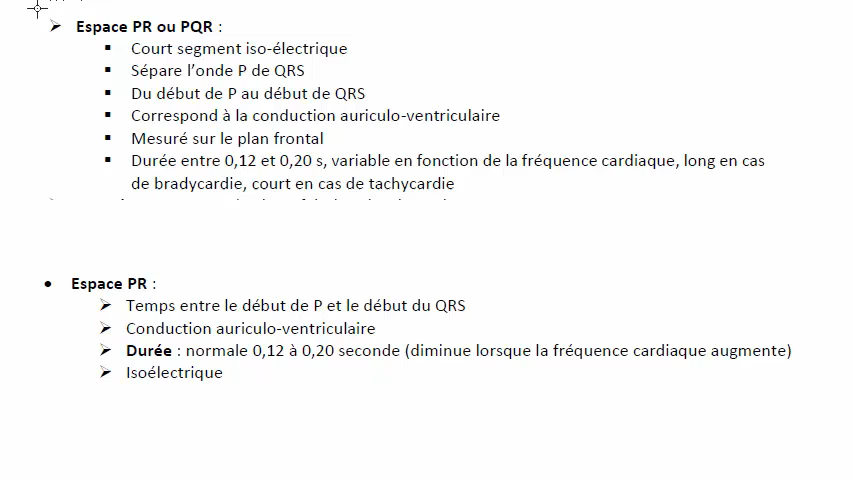 Espace PR ou PQR :
Court segment iso-électrique
Sépare l'onde P de QRS
Du début de P au début de QRS
Correspond à la conduction auriculo-ventriculaire
Mesuré sur le plan frontal
Durée entre 0,12 et 0,20 s, variable en fonction de la fréquence cardiaque, long en cas
de bradycardie, court en cas de tachycardie
Espace PR :
Temps entre le début de P et le début du QRS
Conduction auriculo-ventriculaire
Durée : normale 0,12 à 0,20 seconde (diminue lorsque la fréquence cardiaque augmente)
Isoélectrique